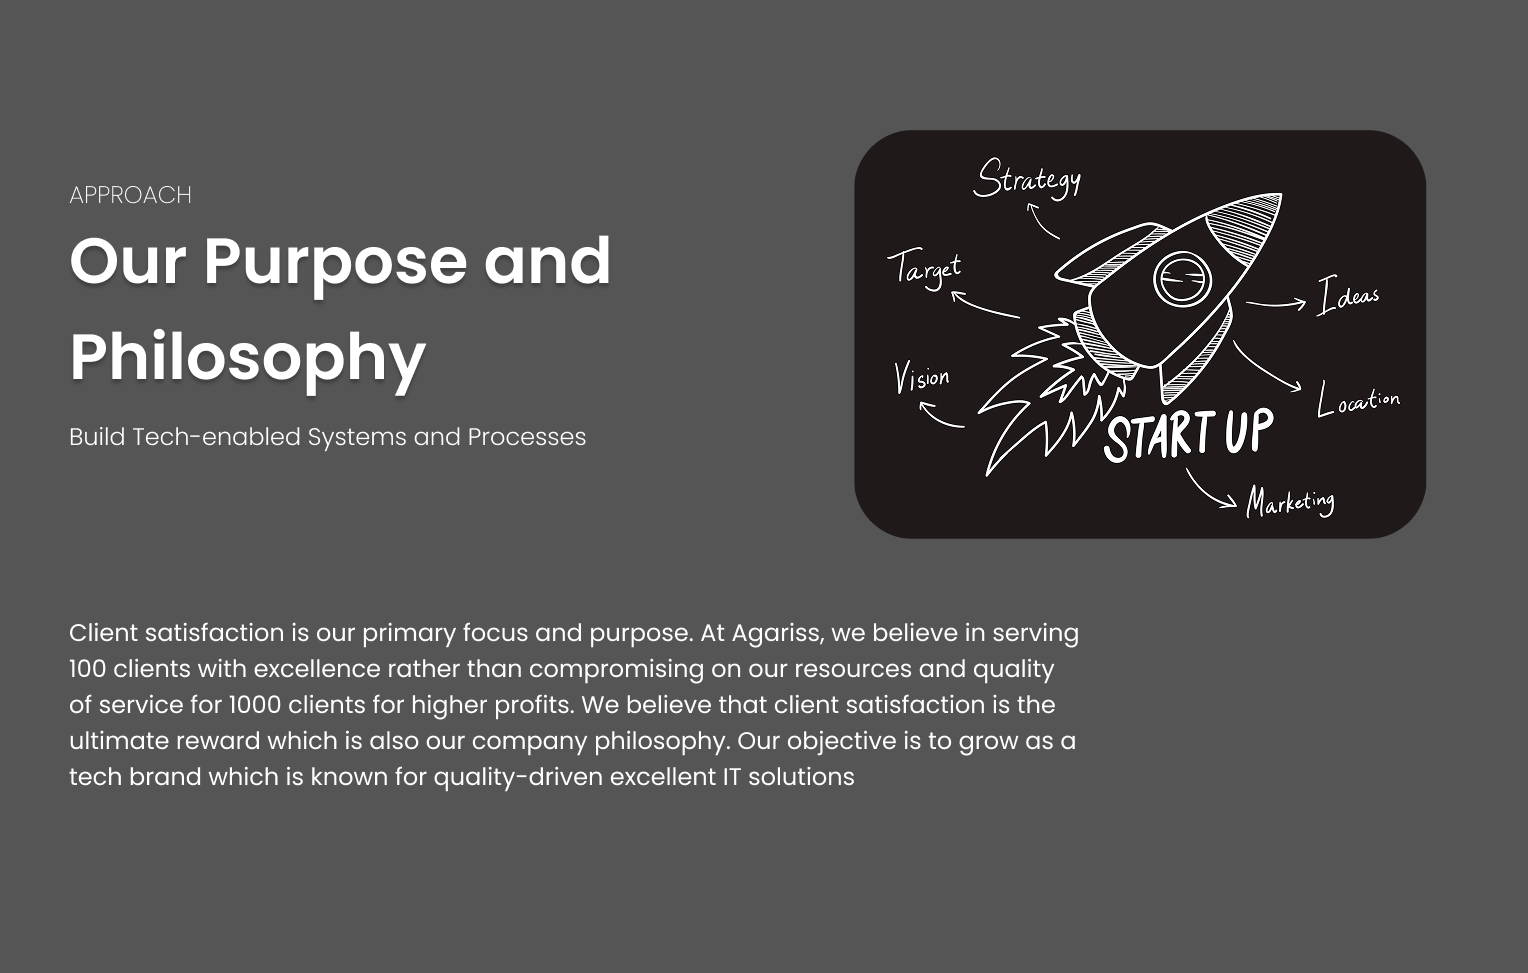 APPROACH
Our Purpose and
Philosophy
Build Tech-enabled Systems and Processes
Strategy
Target
Ideas
Vision
Location
START UP
Marketing
Client satisfaction is our primary focus and purpose. At Agariss, we believe in serving
100 clients with excellence rather than compromising on our resources and quality
of service for 1000 clients for higher profits. We believe that client satisfaction is the
ultimate reward which is also our company philosophy. Our objective is to grow as a
tech brand which is known for quality-driven excellent IT solutions